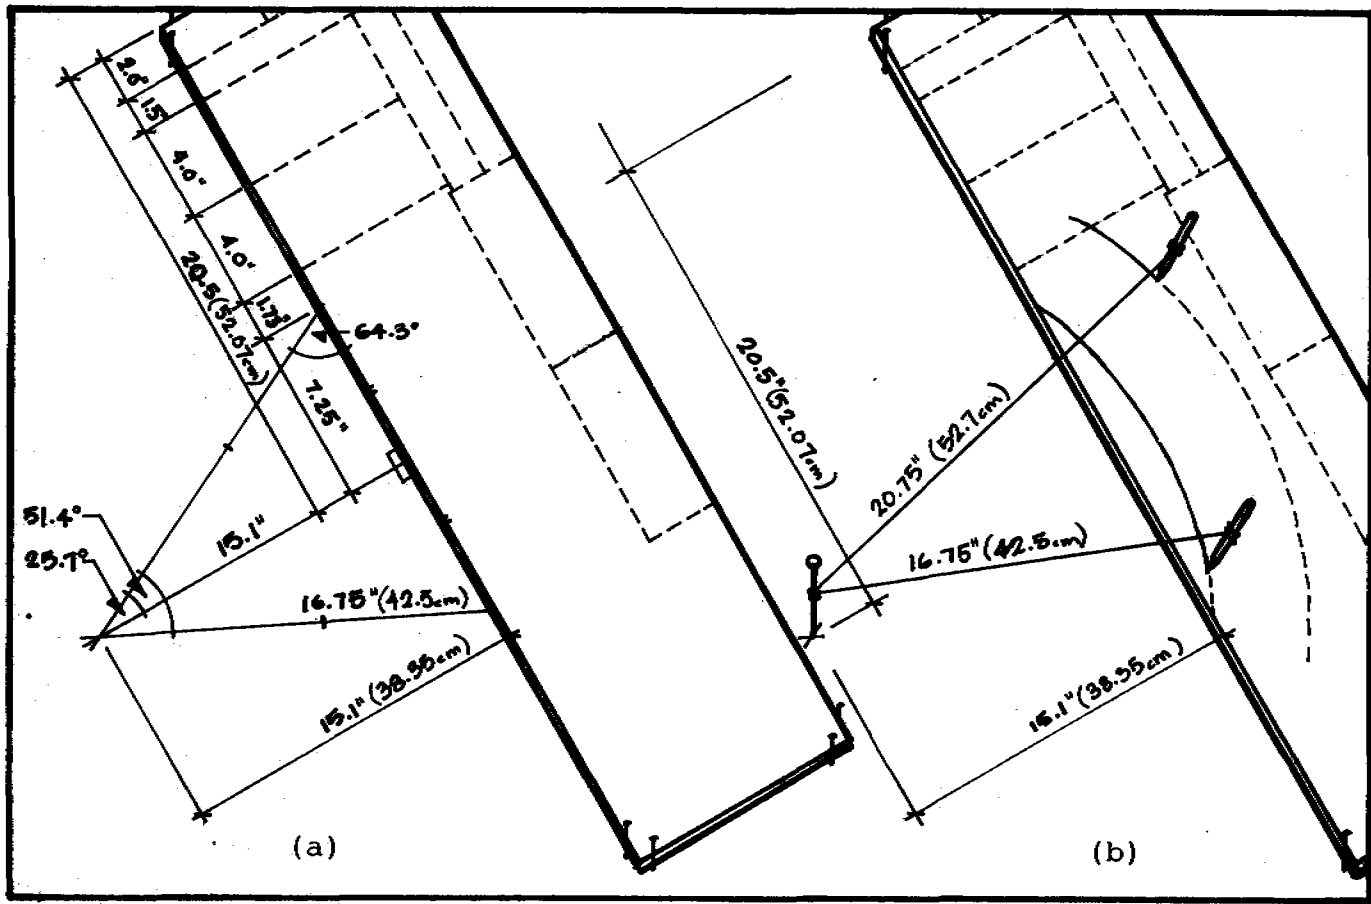 2.6"
1.5"
4.0"
4.0"
20.5(52.07cm)
1.75"
64.3°
7.25"
51.4°
25.7°
15.1"
16.75"(42.5cm)
15.1"(38.35cm)
(a)
20.5"(52.07cm)
20.75" (52.7cm)
16.75"(42.5cm)
15.1"(38.35cm)
(b)